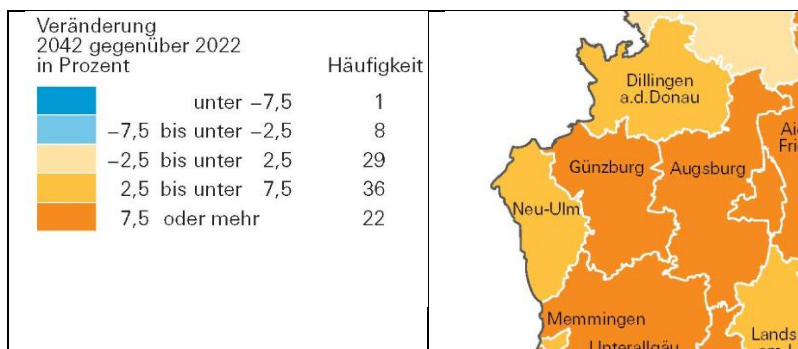 Veränderung
2042 gegenüber 2022
in Prozent
Häufigkeit
unter −7,5 1
−7,5 bis unter −2,5 8
−2,5 bis unter 2,5 29
2,5 bis unter 7,5 36
7,5 oder mehr 22
Dillingen
a.d.Donau
Günzburg
Augsburg
Neu-Ulm
Memmingen
Unterallgäu